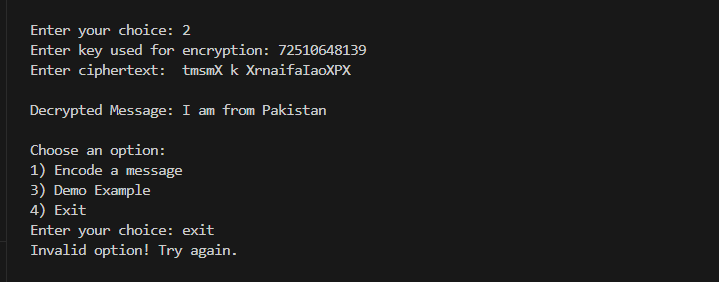 Enter your choice: 2
Enter key used for encryption: 72510648139
Enter ciphertext:  tmsmX k XrnaifaIaoXPX
Decrypted Message: I am from Pakistan
Choose an option:
1) Encode a message
3) Demo Example
4) Exit
Enter your choice: exit
Invalid option! Try again.